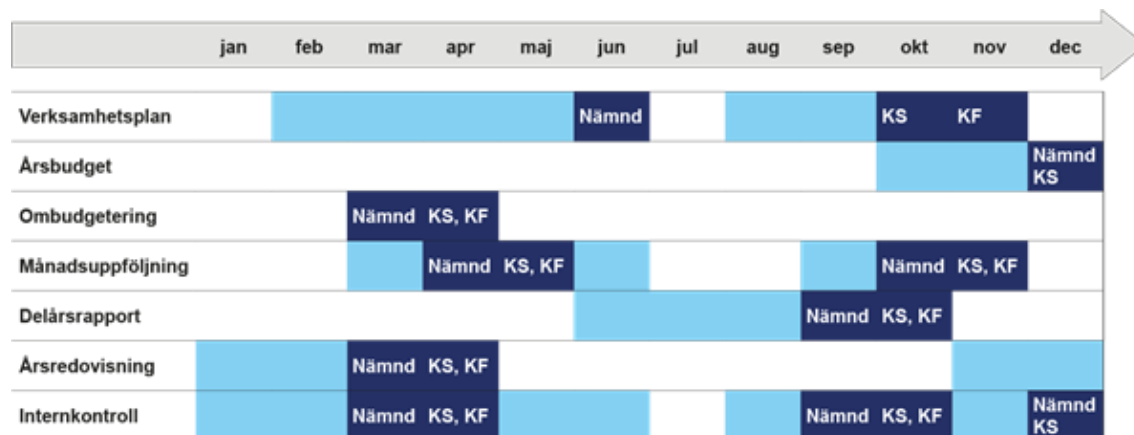 jan feb mar apr maj jun jul aug sep okt nov dec
Verksamhetsplan Nämnd KS KF
Årsbudget Nämnd
KS
Ombudgetering Nämnd KS, KF
Månadsuppföljning Nämnd KS, KF Nämnd KS, KF
Delårsrapport Nämnd KS, KF
Årsredovisning Nämnd KS, KF
Internkontroll Nämnd KS, KF Nämnd KS, KF Nämnd
KS